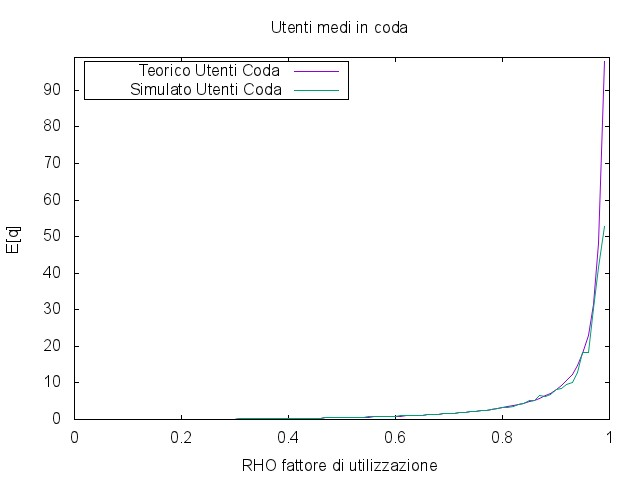 Utenti medi in coda
Teorico Utenti Coda
Simulato Utenti Coda
90
80
70
60
50
40
30
20
10
0
E[q]
0 0.2 0.4 0.6 0.8 1
RHO fattore di utilizzazione